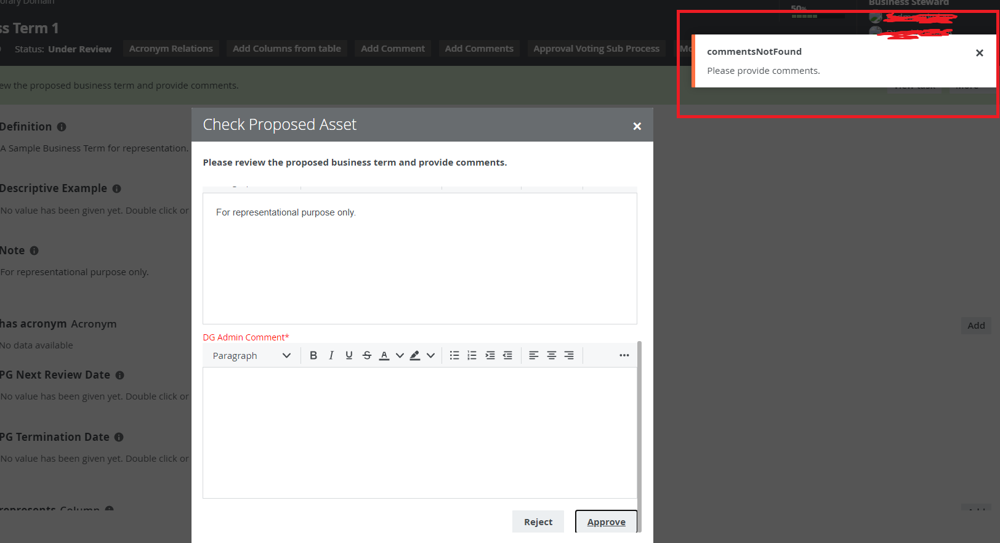 orary Domain
50%
Business Steward
ss Term 1
Status: Under Review
Acronym Relations
Add Columns from table
Add Comment
Add Comments
Approval Voting Sub Process
Mo
commentsNotFound
Please provide comments.
ew the proposed business term and provide comments.
View task
More
Definition
A Sample Business Term for representation.
Descriptive Example
No value has been given yet. Double click or
Note
For representational purpose only.
has acronym Acronym
No data available
Add
PG Next Review Date
No value has been given yet. Double click or
PG Termination Date
No value has been given yet. Double click or
represents Column
Add
Check Proposed Asset
Please review the proposed business term and provide comments.
For representational purpose only.
DG Admin Comment*
Paragraph
B I U S A
Reject
Approve